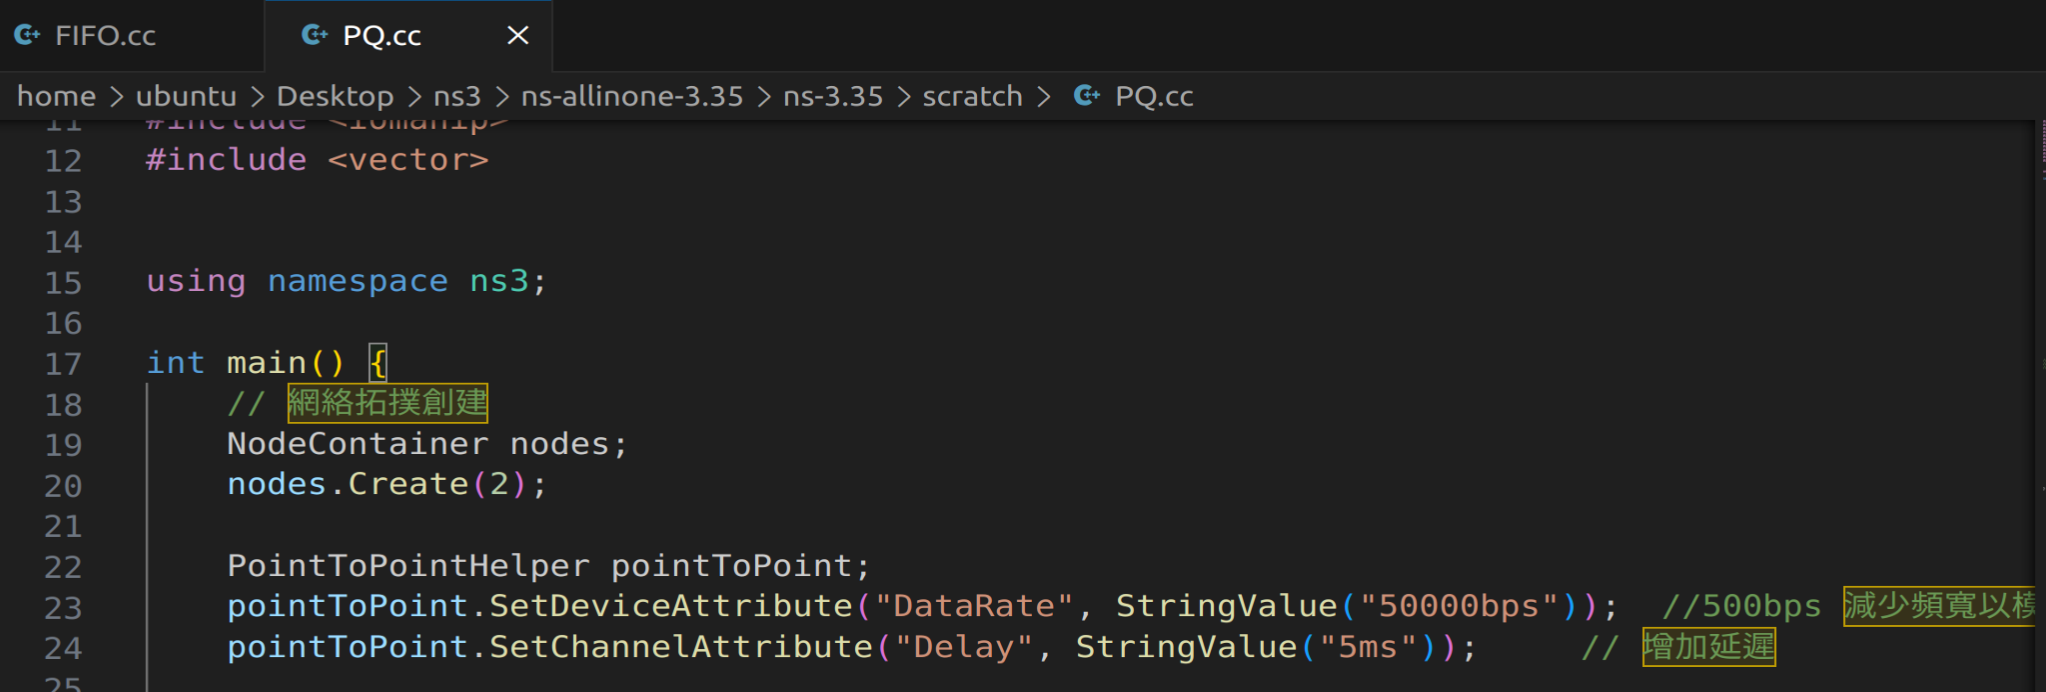 FIFO.cc
PQ.cc
home > ubuntu > Desktop > ns3 > ns-allinone-3.35 > ns-3.35 > scratch > PQ.cc
11 #include <iomanip>
12 #include <vector>
13
14
15 using namespace ns3;
16
17 int main() {
18 // 網絡拓撲創建
19 NodeContainer nodes;
20 nodes.Create(2);
21
22 PointToPointHelper pointToPoint;
23 pointToPoint.SetDeviceAttribute("DataRate", StringValue("50000bps")); //500bps 減少頻寬以模
24 pointToPoint.SetChannelAttribute("Delay", StringValue("5ms")); // 增加延遲
25